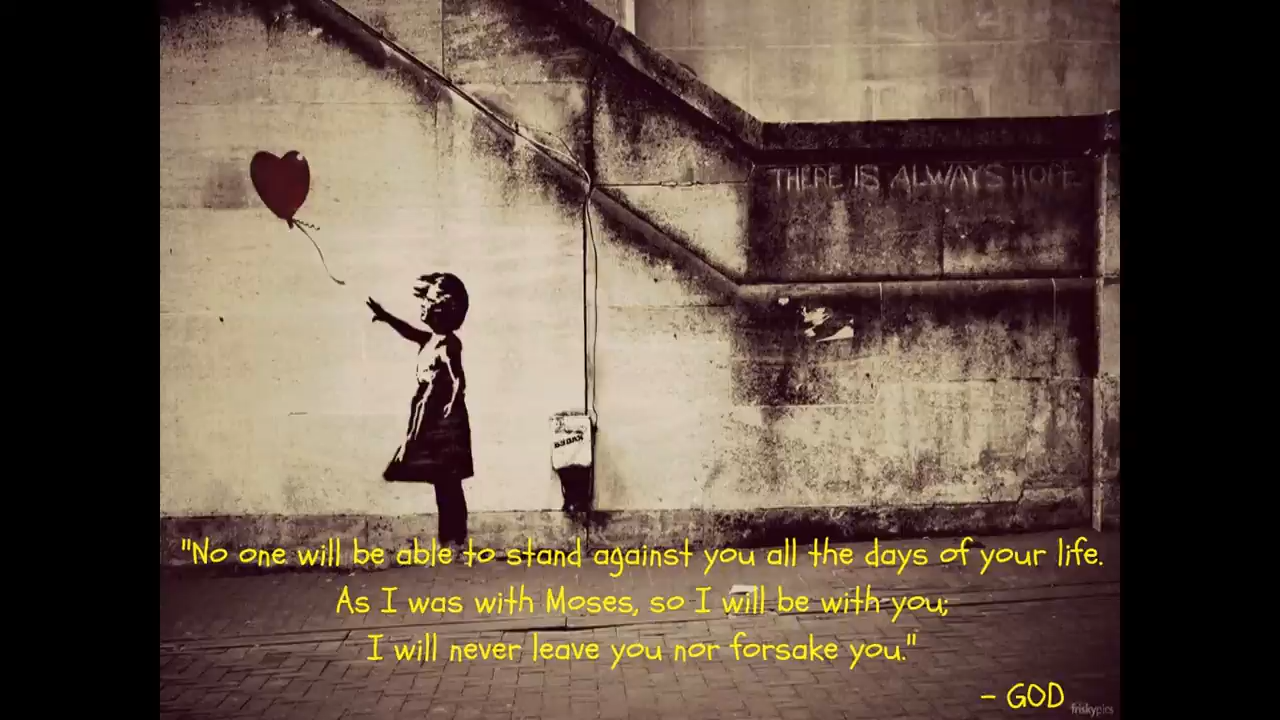 THERE IS ALWAYS HOPE
"No one will be able to stand against you all the days of your life.
As I was with Moses, so I will be with you;
I will never leave you nor forsake you."
- GOD
friskypics